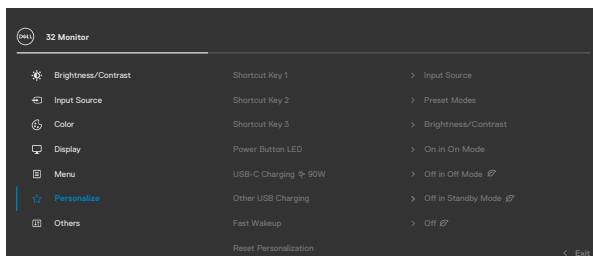 DELL 32 Monitor
Brightness/Contrast Shortcut Key 1 > Input Source
Input Source Shortcut Key 2 > Preset Modes
Color Shortcut Key 3 > Brightness/Contrast
Display Power Button LED > On in On Mode
Menu USB-C Charging 90W > Off in Off Mode
Personalize Other USB Charging > Off in Standby Mode
Others Fast Wakeup > Off
Reset Personalization
< Exit